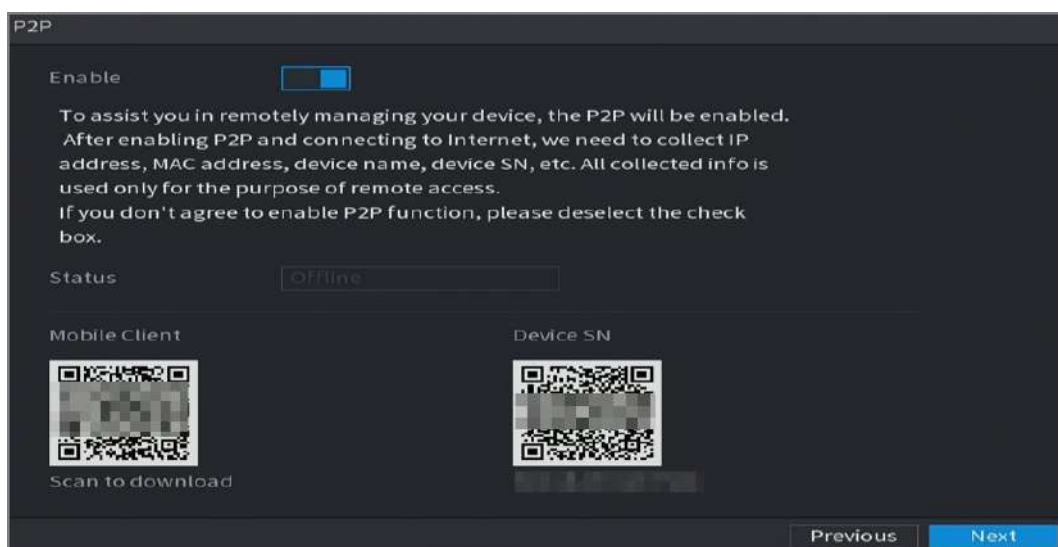 P2P
Enable
To assist you in remotely managing your device, the P2P will be enabled.
After enabling P2P and connecting to Internet, we need to collect IP
address, MAC address, device name, device SN, etc. All collected info is
used only for the purpose of remote access.
If you don't agree to enable P2P function, please deselect the check
box.
Status Offline
Mobile Client Device SN
Scan to download
Previous Next